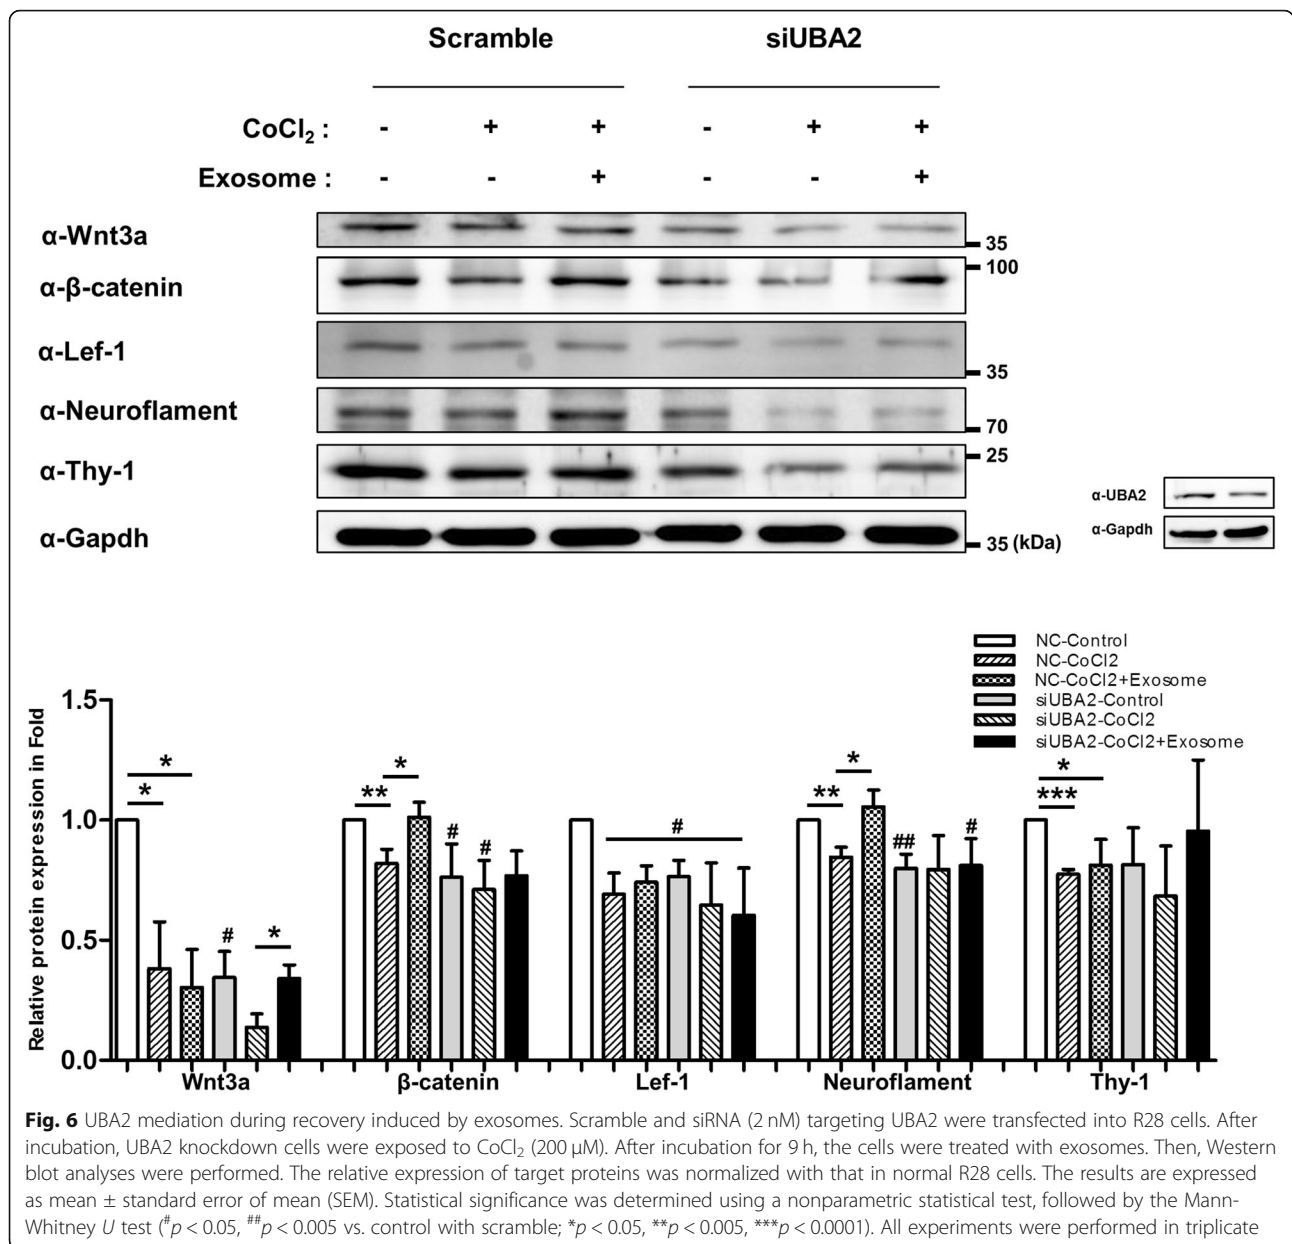 Scramble siUBA2
CoCl2 : - + + - + +
Exosome : - - + - - +
α-Wnt3a 35
α-β-catenin 100
α-Lef-1 35
α-Neuroflament 70
α-Thy-1 25
α-Gapdh 35 (kDa)
α-UBA2
α-Gapdh
NC-Control
NC-CoCl2
NC-CoCl2+Exosome
siUBA2-Control
siUBA2-CoCl2
siUBA2-CoCl2+Exosome
Relative protein expression in Fold
1.5
1.0
0.5
0.0
* * # *
** * # #
#
** * ## #
*** *
Wnt3a β-catenin Lef-1 Neuroflament Thy-1
Fig. 6 UBA2 mediation during recovery induced by exosomes. Scramble and siRNA (2 nM) targeting UBA2 were transfected into R28 cells. After
incubation, UBA2 knockdown cells were exposed to CoCl2 (200 μM). After incubation for 9 h, the cells were treated with exosomes. Then, Western
blot analyses were performed. The relative expression of target proteins was normalized with that in normal R28 cells. The results are expressed
as mean ± standard error of mean (SEM). Statistical significance was determined using a nonparametric statistical test, followed by the Mann-
Whitney U test (#p < 0.05, ##p < 0.005 vs. control with scramble; *p < 0.05, **p < 0.005, ***p < 0.0001). All experiments were performed in triplicate